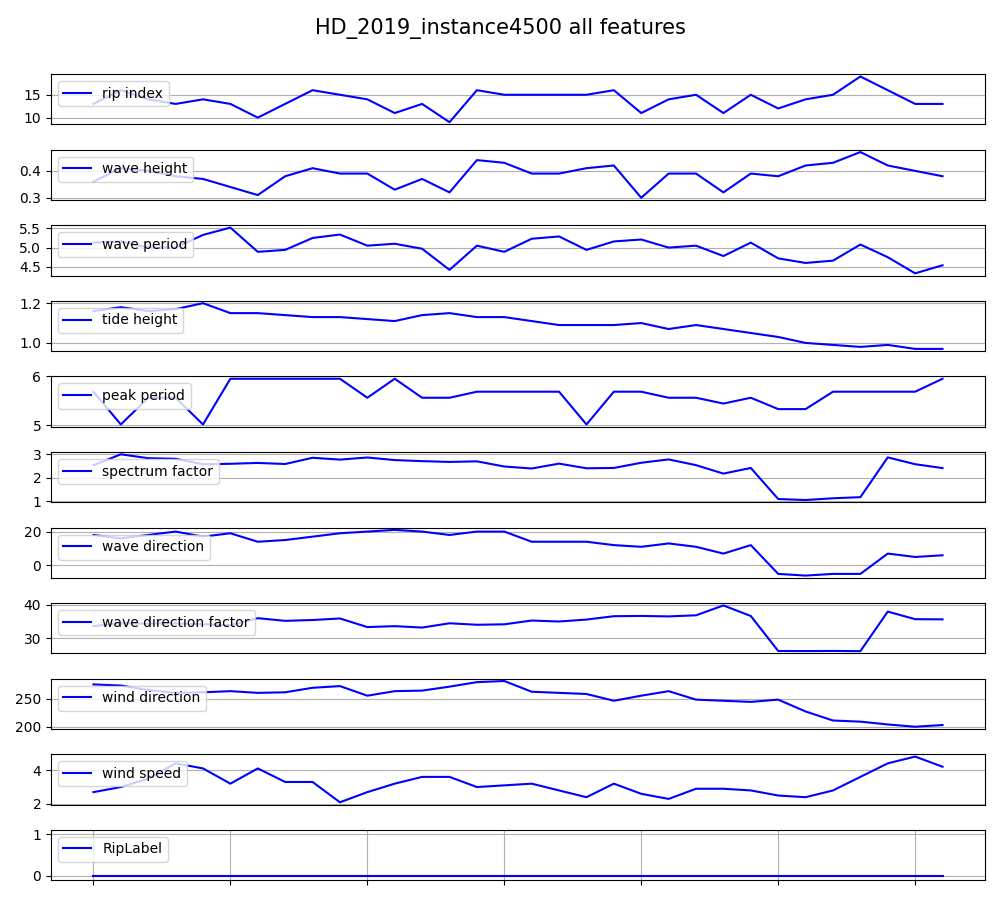 HD_2019_instance4500 all features
rip index
15
10
wave height
0.4
0.3
wave period
5.5
5.0
4.5
tide height
1.2
1.0
peak period
6
5
spectrum factor
3
2
1
wave direction
20
0
wave direction factor
40
30
wind direction
250
200
wind speed
4
2
RipLabel
1
0